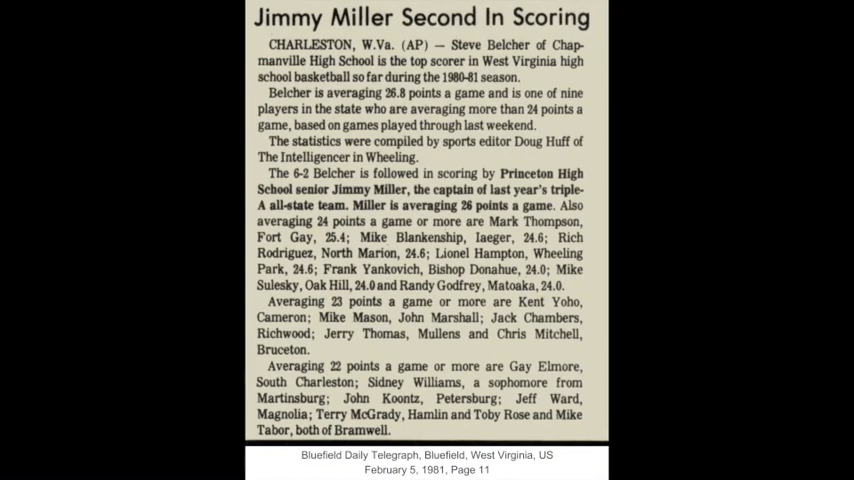 Jimmy Miller Second In Scoring
CHARLESTON, W.Va. (AP) — Steve Belcher of Chap-
manville High School is the top scorer in West Virginia high
school basketball so far during the 1980-81 season.
Belcher is averaging 26.8 points a game and is one of nine
players in the state who are averaging more than 24 points a
game, based on games played through last weekend.
The statistics were compiled by sports editor Doug Huff of
The Intelligencer in Wheeling.
The 6-2 Belcher is followed in scoring by Princeton High
School senior Jimmy Miller, the captain of last year's triple-
A all-state team. Miller is averaging 26 points a game. Also
averaging 24 points a game or more are Mark Thompson,
Fort Gay, 25.4; Mike Blankenship, Iaeger, 24.6; Rich
Rodriguez, North Marion, 24.6; Lionel Hampton, Wheeling
Park, 24.6; Frank Yankovich, Bishop Donahue, 24.0; Mike
Sulesky, Oak Hill, 24.0 and Randy Godfrey, Matoaka, 24.0.
Averaging 23 points a game or more are Kent Yoho,
Cameron; Mike Mason, John Marshall; Jack Chambers,
Richwood; Jerry Thomas, Mullens and Chris Mitchell,
Bruceton.
Averaging 22 points a game or more are Gay Elmore,
South Charleston; Sidney Williams, a sophomore from
Martinsburg; John Koontz, Petersburg; Jeff Ward,
Magnolia; Terry McGrady, Hamlin and Toby Rose and Mike
Tabor, both of Bramwell.
Bluefield Daily Telegraph, Bluefield, West Virginia, US
February 5, 1981, Page 11